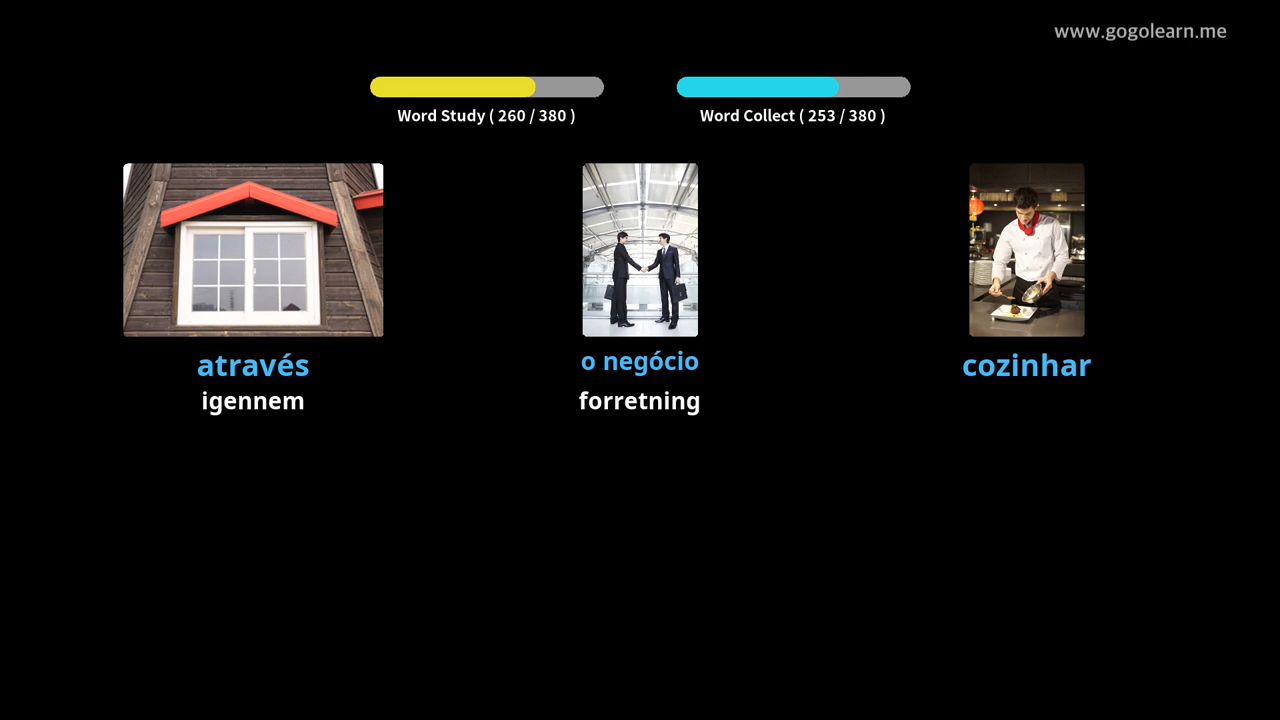 www.gogolearn.me
Word Study ( 260 / 380 )
Word Collect ( 253 / 380 )
através
igennem
o negócio
forretning
cozinhar